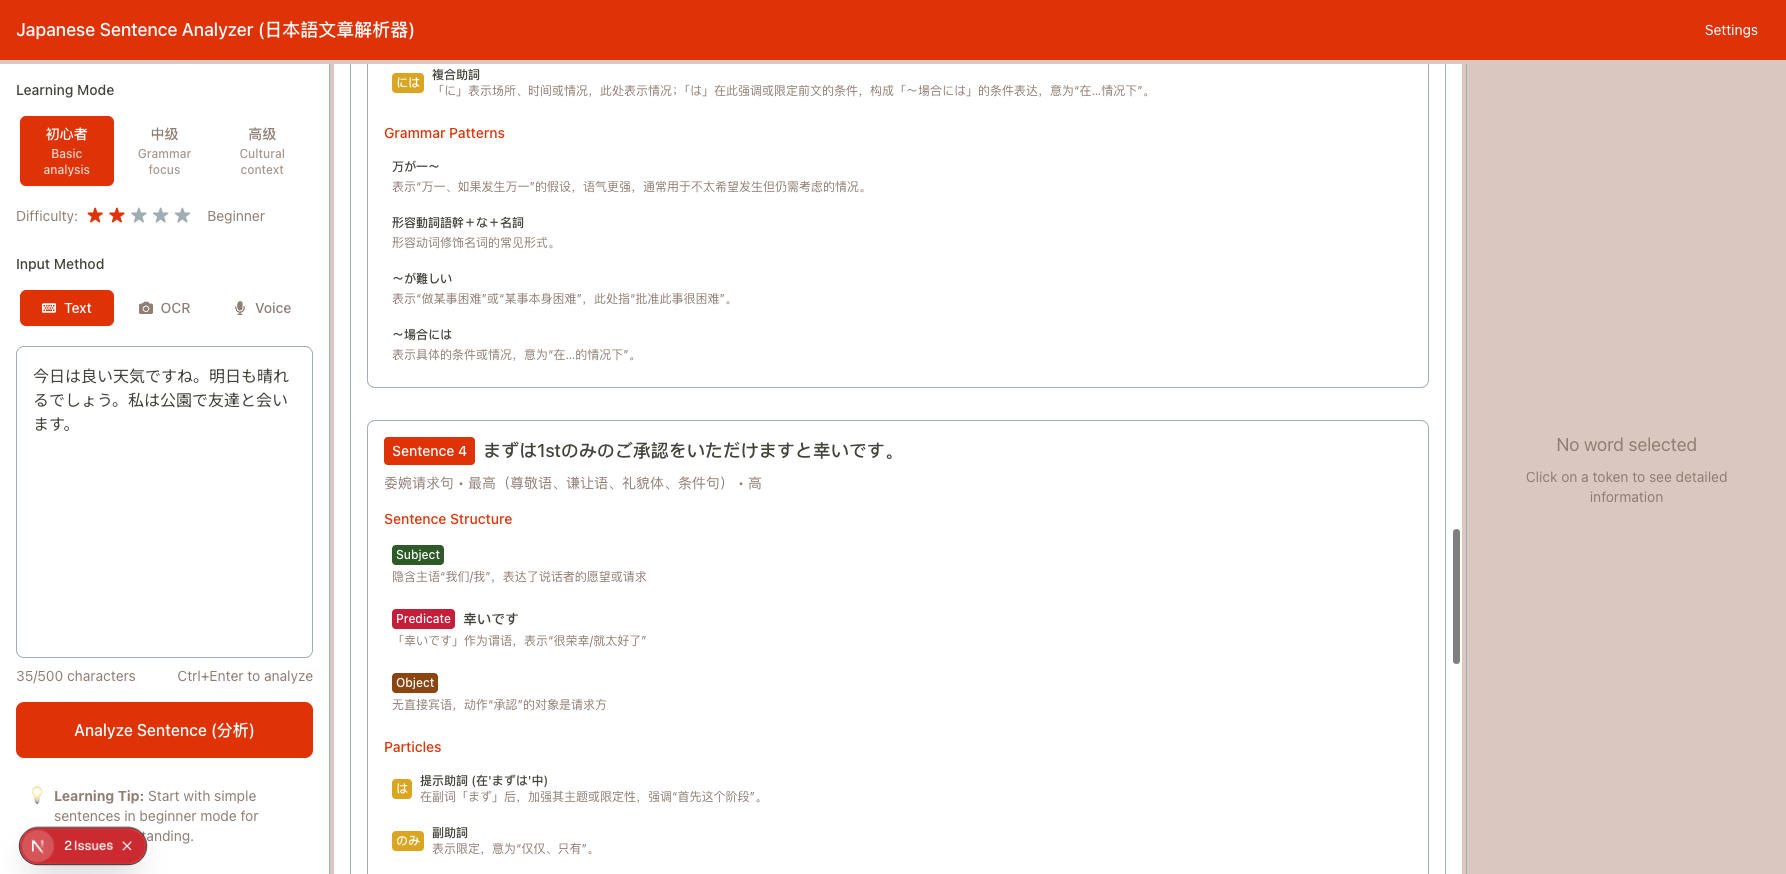 Japanese Sentence Analyzer (日本語文章解析器)
Settings
Learning Mode
初心者
Basic
analysis
中级
Grammar
focus
高级
Cultural
context
Difficulty:
Beginner
Input Method
Text
OCR
Voice
今日は良い天気ですね。明日も晴れ
るでしょう。私は公園で友達と会い
ます。
35/500 characters
Ctrl+Enter to analyze
Analyze Sentence (分析)
Learning Tip: Start with simple
sentences in beginner mode for
tanding.
N
2 Issues
には
複合助詞
「に」表示场所、时间或情况，此处表示情况；「は」在此强调或限定前文的条件，构成「～場合には」的条件表达，意为“在...情况下”。
Grammar Patterns
万が一～
表示“万一、如果发生万一”的假设，语气更强，通常用于不太希望发生但仍需考虑的情况。
形容動詞語幹＋な＋名詞
形容动词修饰名词的常见形式。
～が難しい
表示“做某事困难”或“某事本身困难”，此处指“批准此事很困难”。
～場合には
表示具体的条件或情况，意为“在...的情况下”。
Sentence 4
まずは1stのみのご承認をいただけますと幸いです。
委婉请求句 • 最高（尊敬语、谦让语、礼貌体、条件句） • 高
Sentence Structure
Subject
隐含主语“我们/我”，表达了说话者的愿望或请求
Predicate
幸いです
「幸いです」作为谓语，表示“很荣幸/就太好了”
Object
无直接宾语，动作“承認”的对象是请求方
Particles
は
提示助詞 (在'まずは'中)
在副词「まず」后，加强其主题或限定性，强调“首先这个阶段”。
のみ
副助詞
表示限定，意为“仅仅、只有”。
No word selected
Click on a token to see detailed
information